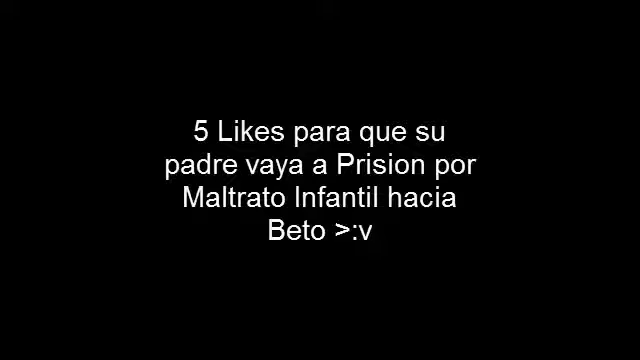 5 Likes para que su
padre vaya a Prision por
Maltrato Infantil hacia
Beto >:v